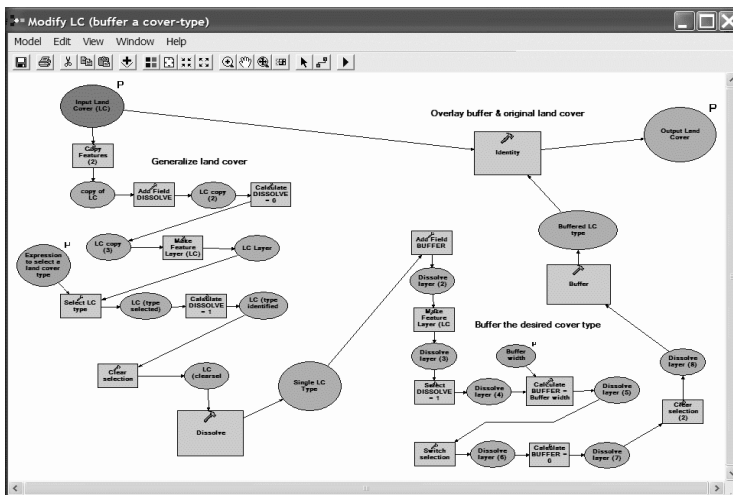 Modify LC (buffer a cover-type)
Model Edit View Window Help
P
Input Land
Cover (LC)
Copy
Features
(2)
Generalize land cover
copy of
LC
Add Field
DISSOLVE
LC copy
(2)
Calculate
DISSOLVE
= 0
LC copy
(3)
Make
Feature
Layer (LC)
LC Layer
P
Expression
to select a
land cover
type
Select LC
type
LC (type
selected)
Calculate
DISSOLVE
= 1
LC (type
identified
Clear
selection
LC
(clearsel
Dissolve
Single LC
Type
Overlay buffer & original land cover
Identity
P
Output Land
Cover
Buffered LC
type
Buffer
Add Field
BUFFER
Dissolve
layer (2)
Make
Feature
Layer (LC
Buffer the desired cover type
Dissolve
layer (3)
P
Buffer
width
Select
DISSOLVE
= 1
Dissolve
layer (4)
Calculate
BUFFER =
Buffer width
Dissolve
layer (5)
Switch
selection
Dissolve
layer (6)
Calculate
BUFFER =
0
Dissolve
layer (7)
Clear
selection
(2)
Dissolve
layer (8)